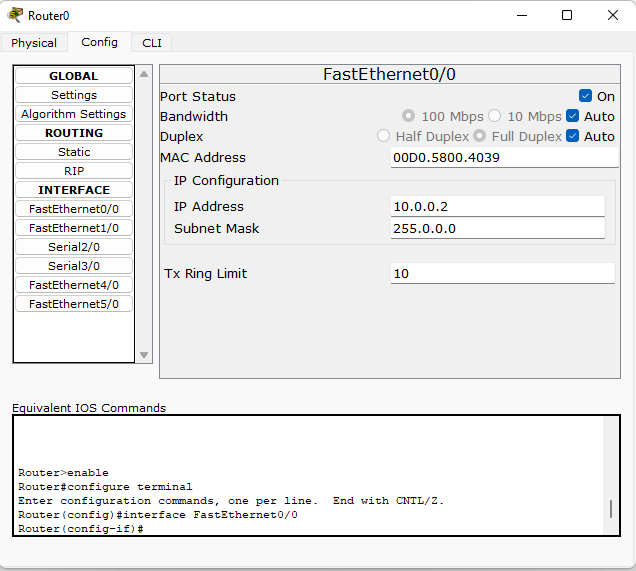 Router0
Physical Config CLI
GLOBAL
Settings
Algorithm Settings
ROUTING
Static
RIP
INTERFACE
FastEthernet0/0
FastEthernet1/0
Serial2/0
Serial3/0
FastEthernet4/0
FastEthernet5/0
FastEthernet0/0
Port Status On
Bandwidth 100 Mbps 10 Mbps Auto
Duplex Half Duplex Full Duplex Auto
MAC Address 00D0.5800.4039
IP Configuration
IP Address 10.0.0.2
Subnet Mask 255.0.0.0
Tx Ring Limit 10
Equivalent IOS Commands
Router>enable
Router#configure terminal
Enter configuration commands, one per line.  End with CNTL/Z.
Router(config)#interface FastEthernet0/0
Router(config-if)#